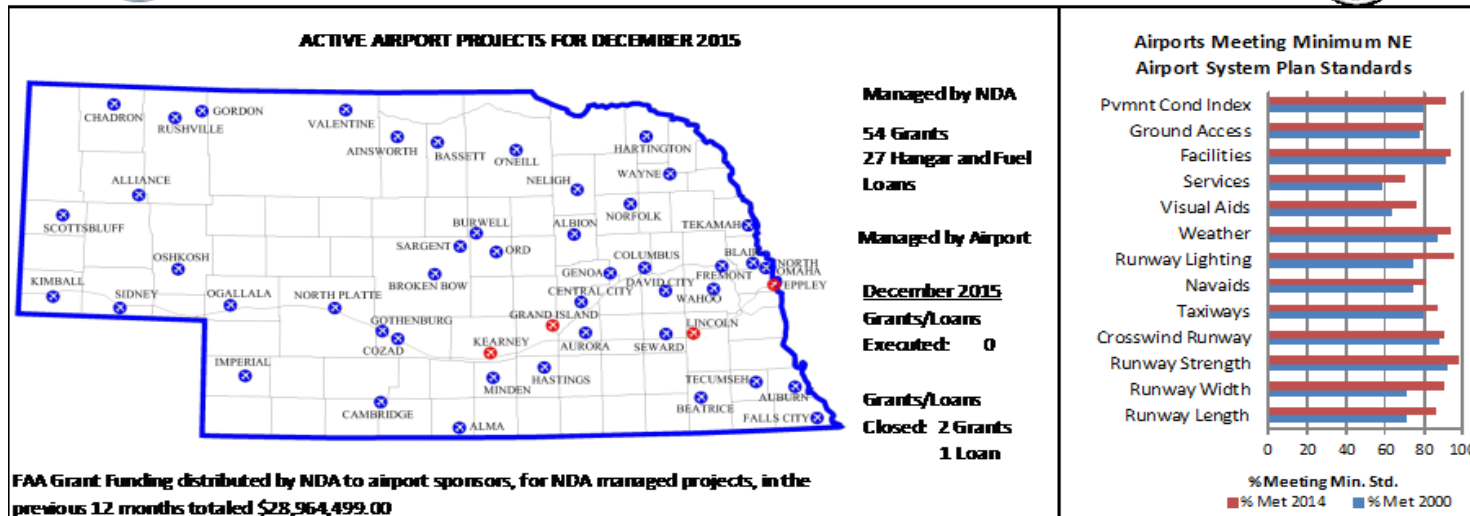 ACTIVE AIRPORT PROJECTS FOR DECEMBER 2015
CHADRON
RUSHVILLE
GORDON
VALENTINE
AINSWORTH
BASSETT
O'NEILL
HARTINGTON
WAYNE
NELIGH
ALLIANCE
NORFOLK
SCOTTSBLUFF
BURWELL
ALBION
TEKAMAH
SARGENT
ORD
OSHKOSH
COLUMBUS
BLAIR
NORTH
OMAHA
GENOA
FREMONT
EPPLEY
KIMBALL
BROKEN BOW
DAVID CITY
SIDNEY
OGALLALA
NORTH PLATTE
CENTRAL CITY
WAHOO
GRAND ISLAND
LINCOLN
GOTHENBURG
KEARNEY
COZAD
AURORA
SEWARD
IMPERIAL
HASTINGS
MINDEN
TECUMSEH
AUBURN
BEATRICE
CAMBRIDGE
ALMA
FALLS CITY
Managed by NDA
54 Grants
27 Hangar and Fuel
Loans
Managed by Airport
December 2015
Grants/Loans
Executed: 0
Grants/Loans
Closed: 2 Grants
1 Loan
FAA Grant Funding distributed by NDA to airport sponsors, for NDA managed projects, in the
previous 12 months totaled $28,964,499.00
Airports Meeting Minimum NE
Airport System Plan Standards
Pvmnt Cond Index
Ground Access
Facilities
Services
Visual Aids
Weather
Runway Lighting
Navaids
Taxiways
Crosswind Runway
Runway Strength
Runway Width
Runway Length
0 20 40 60 80 100
% Meeting Min. Std.
% Met 2014 % Met 2000